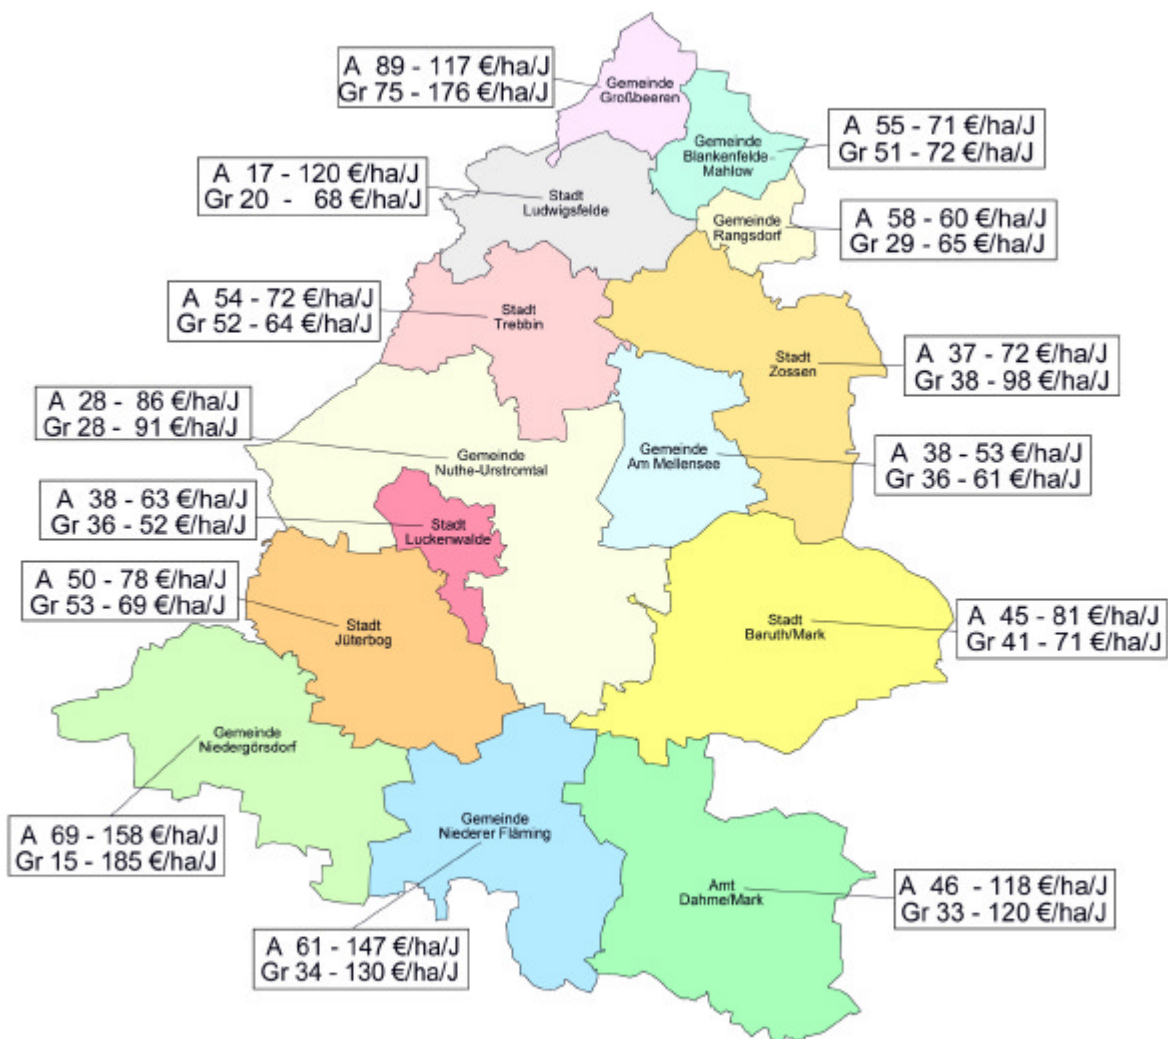 A 89 - 117 €/ha/J
Gr 75 - 176 €/ha/J
Gemeinde
Großbeeren
A 55 - 71 €/ha/J
Gr 51 - 72 €/ha/J
Gemeinde
Blankenfelde-
Mahlow
A 17 - 120 €/ha/J
Gr 20 - 68 €/ha/J
Stadt
Ludwigsfelde
Gemeinde
Rangsdorf
A 58 - 60 €/ha/J
Gr 29 - 65 €/ha/J
A 54 - 72 €/ha/J
Gr 52 - 64 €/ha/J
Stadt
Trebbin
Stadt
Zossen
A 37 - 72 €/ha/J
Gr 38 - 98 €/ha/J
A 28 - 86 €/ha/J
Gr 28 - 91 €/ha/J
Gemeinde
Nuthe-Urstromtal
Gemeinde
Am Mellensee
A 38 - 53 €/ha/J
Gr 36 - 61 €/ha/J
A 38 - 63 €/ha/J
Gr 36 - 52 €/ha/J
Stadt
Luckenwalde
A 50 - 78 €/ha/J
Gr 53 - 69 €/ha/J
Stadt
Jüterbog
Stadt
Baruth/Mark
A 45 - 81 €/ha/J
Gr 41 - 71 €/ha/J
Gemeinde
Niedergörsdorf
A 69 - 158 €/ha/J
Gr 15 - 185 €/ha/J
Gemeinde
Niederer Fläming
A 61 - 147 €/ha/J
Gr 34 - 130 €/ha/J
Amt
Dahme/Mark
A 46 - 118 €/ha/J
Gr 33 - 120 €/ha/J